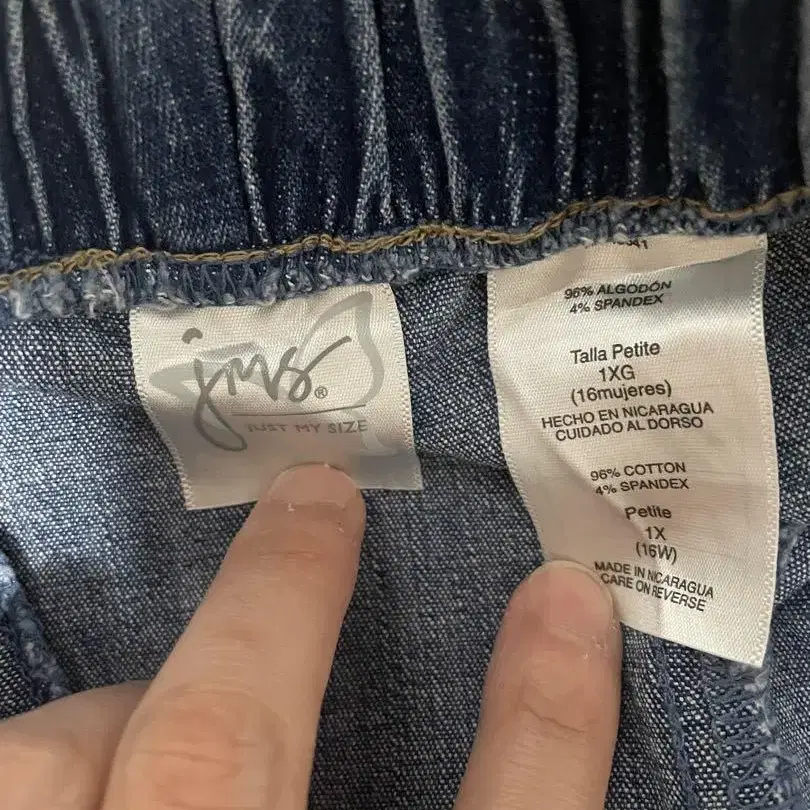 jms®
JUST MY SIZE
41
96% ALGODÓN
4% SPANDEX
Talla Petite
1XG
(16mujeres)
HECHO EN NICARAGUA
CUIDADO AL DORSO
96% COTTON
4% SPANDEX
Petite
1X
(16W)
MADE IN NICARAGUA
CARE ON REVERSE